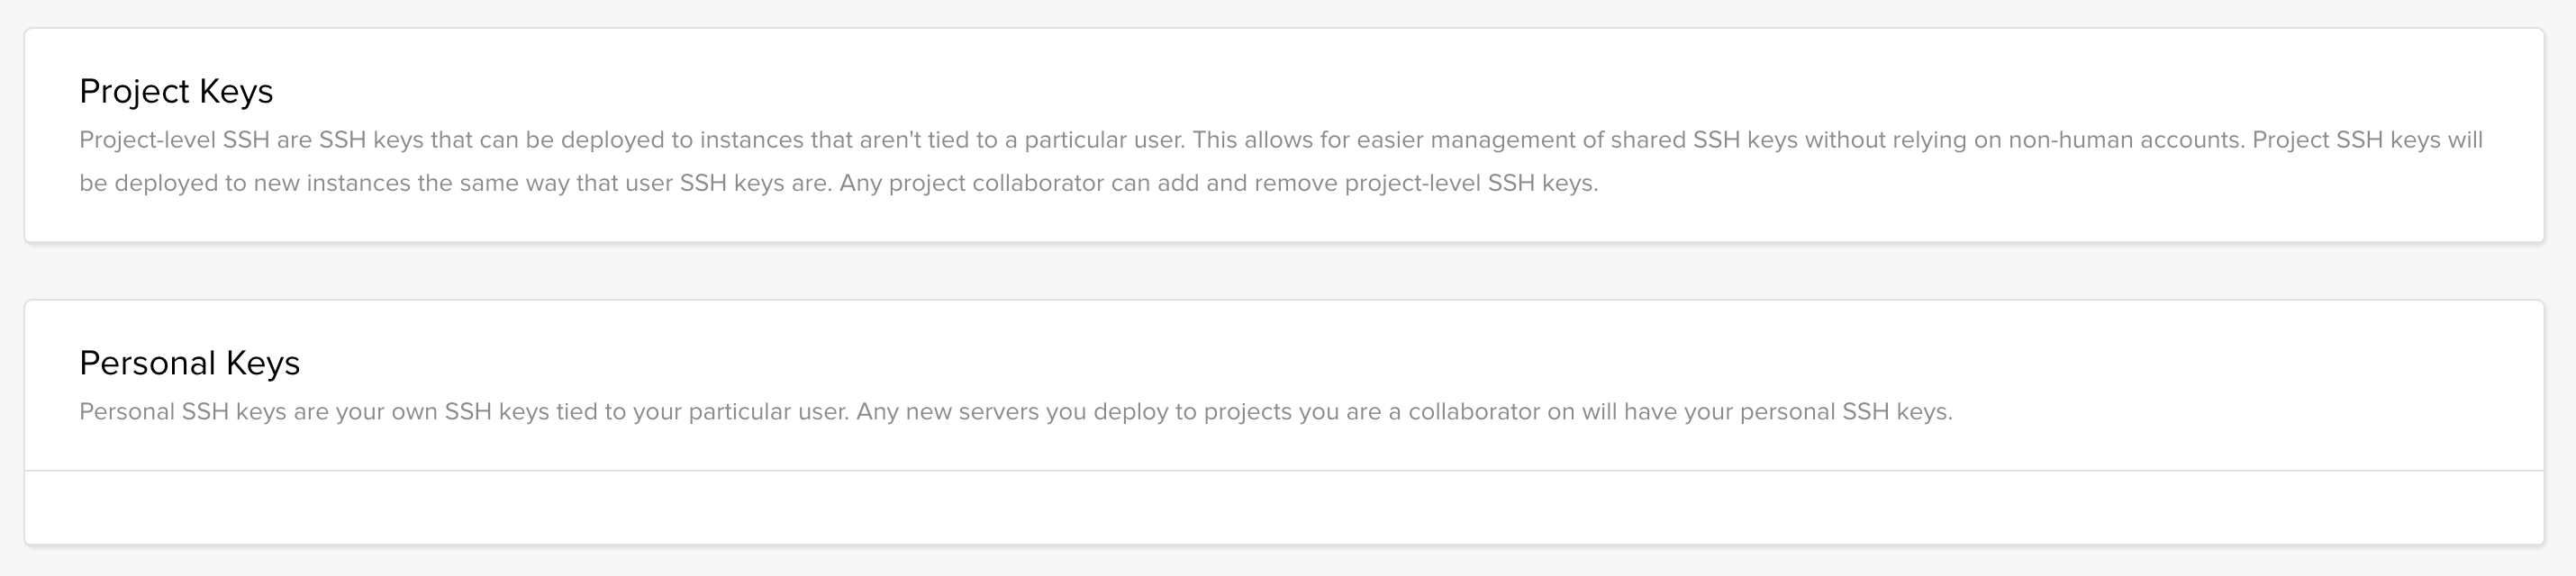 Project Keys
Project-level SSH are SSH keys that can be deployed to instances that aren't tied to a particular user. This allows for easier management of shared SSH keys without relying on non-human accounts. Project SSH keys will
be deployed to new instances the same way that user SSH keys are. Any project collaborator can add and remove project-level SSH keys.
Personal Keys
Personal SSH keys are your own SSH keys tied to your particular user. Any new servers you deploy to projects you are a collaborator on will have your personal SSH keys.